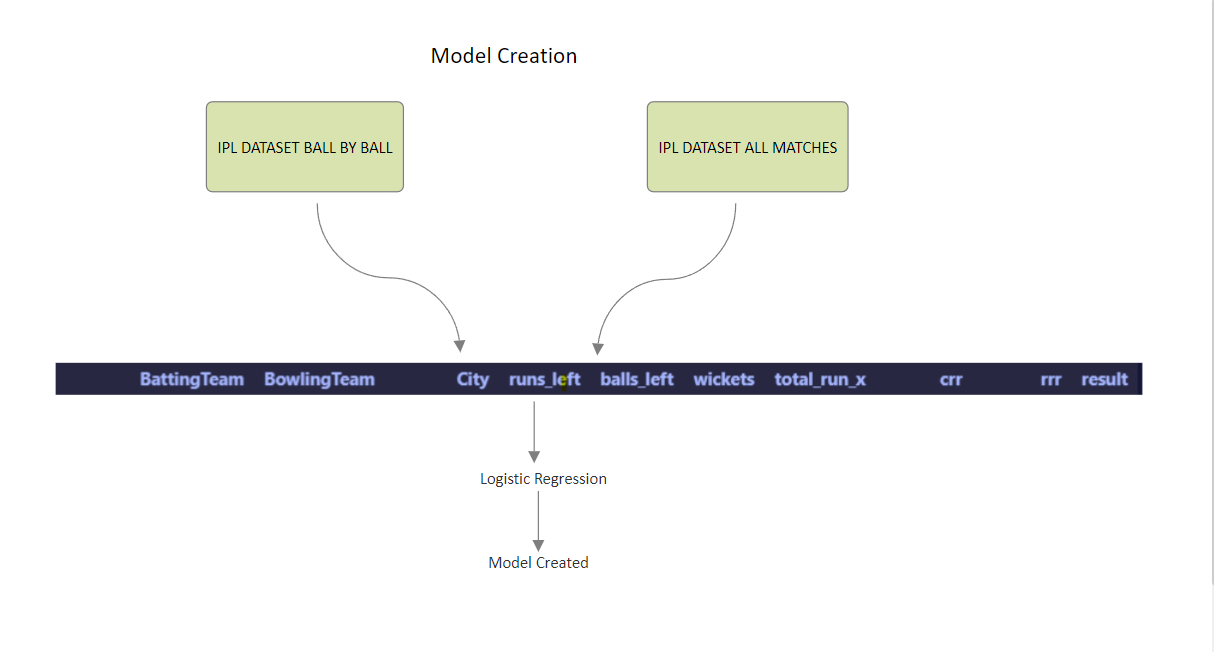 Model Creation
IPL DATASET BALL BY BALL
IPL DATASET ALL MATCHES
BattingTeam BowlingTeam City runs_left balls_left wickets total_run_x crr rrr result
Logistic Regression
Model Created